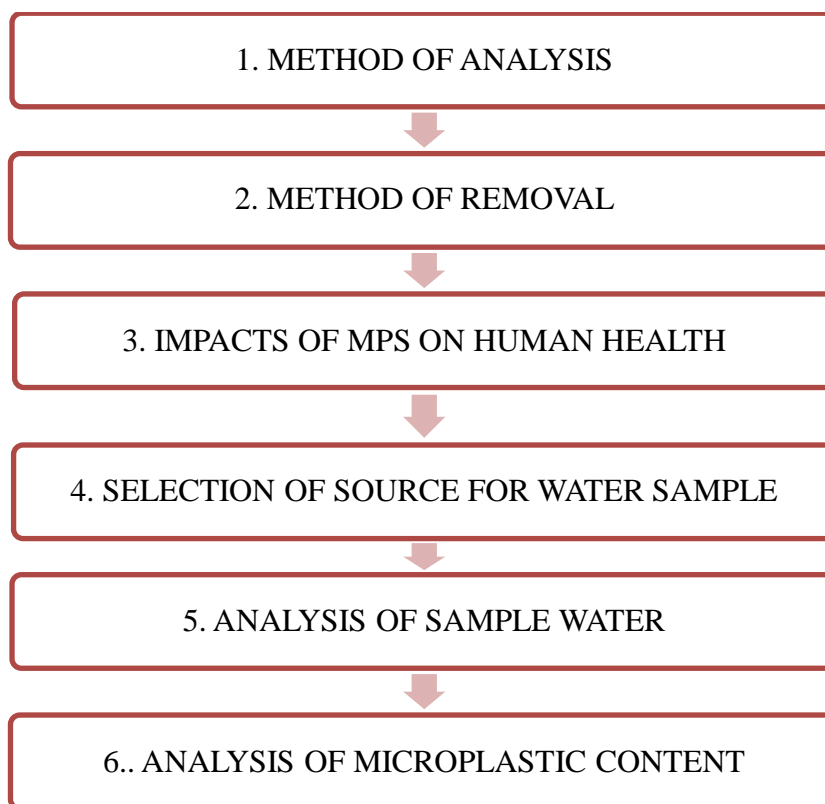 1. METHOD OF ANALYSIS
2. METHOD OF REMOVAL
3. IMPACTS OF MPS ON HUMAN HEALTH
4. SELECTION OF SOURCE FOR WATER SAMPLE
5. ANALYSIS OF SAMPLE WATER
6.. ANALYSIS OF MICROPLASTIC CONTENT